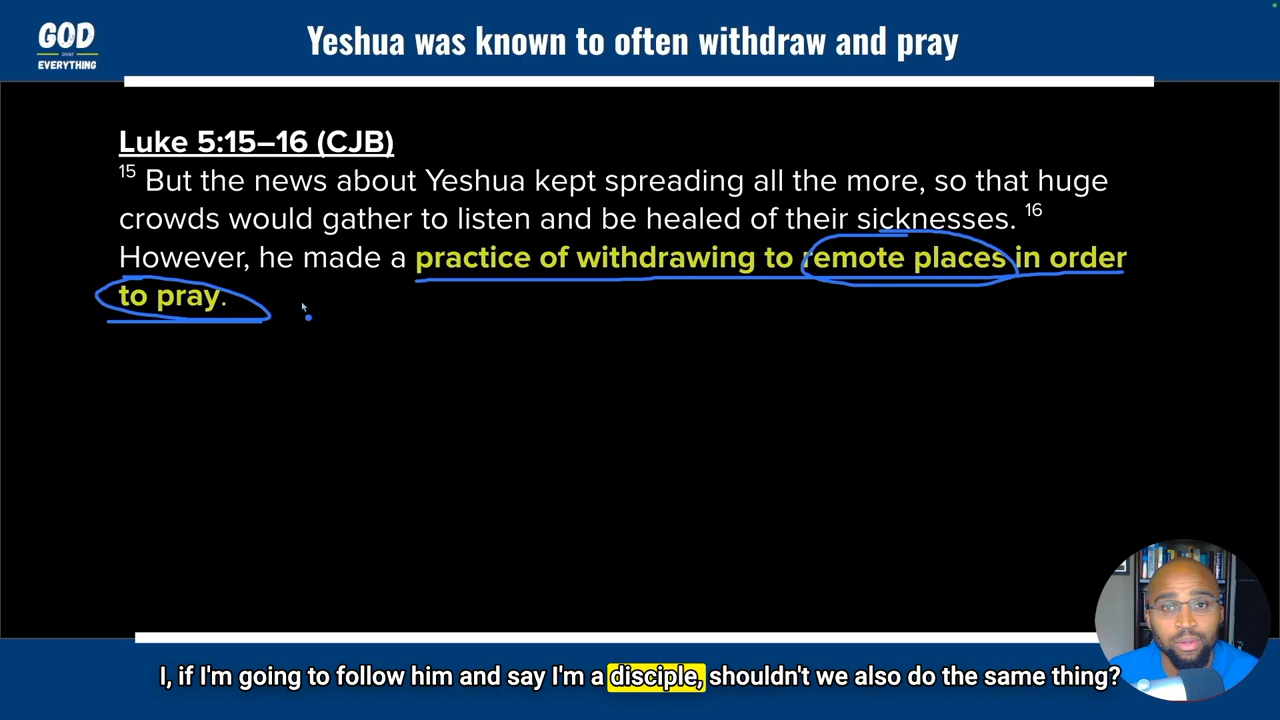 GOD
over
EVERYTHING
Yeshua was known to often withdraw and pray
Luke 5:15–16 (CJB)
15 But the news about Yeshua kept spreading all the more, so that huge
crowds would gather to listen and be healed of their sicknesses. 16
However, he made a practice of withdrawing to remote places in order
to pray.
I, if I'm going to follow him and say I'm a disciple, shouldn't we also do the same thing?